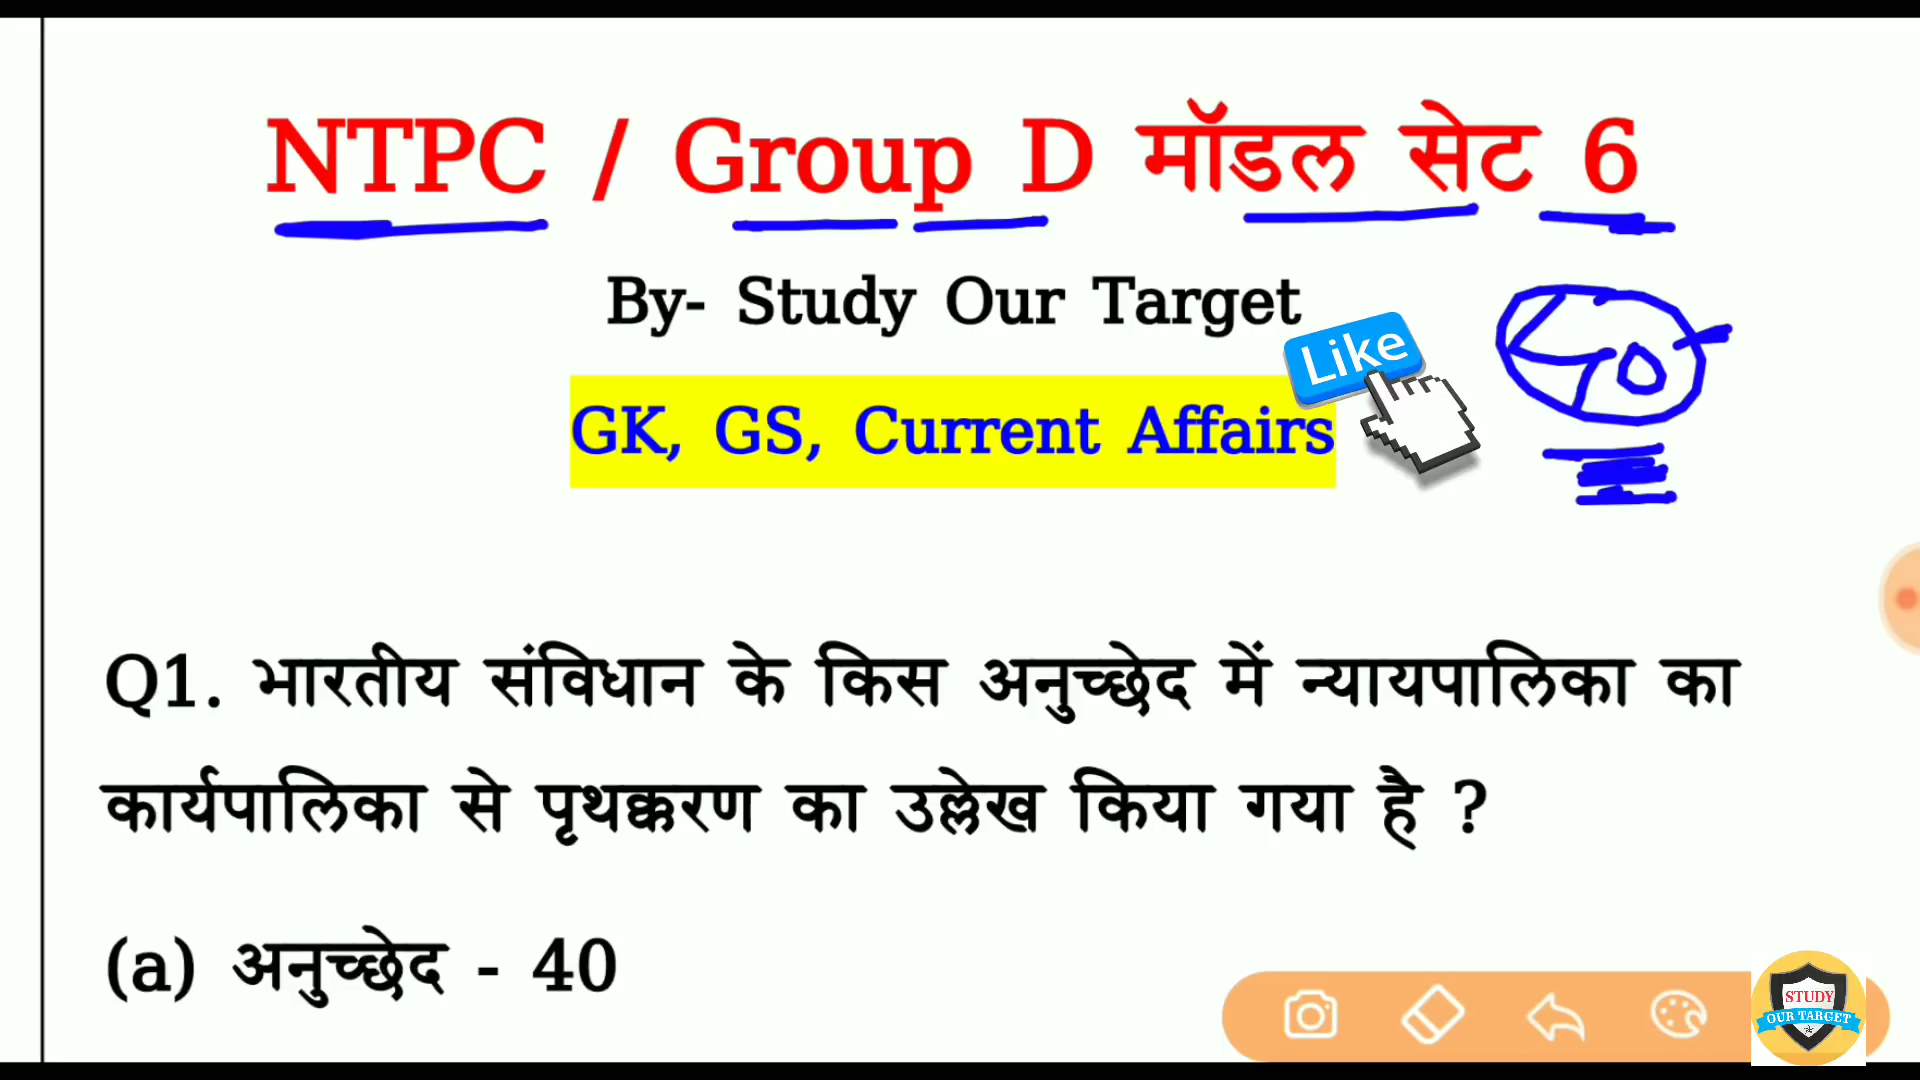 NTPC / Group D मॉडल सेट 6
By- Study Our Target
Like
GK, GS, Current Affairs
Q1. भारतीय संविधान के किस अनुच्छेद में न्यायपालिका का
कार्यपालिका से पृथक्करण का उल्लेख किया गया है ?
(a) अनुच्छेद - 40
STUDY
OUR TARGET